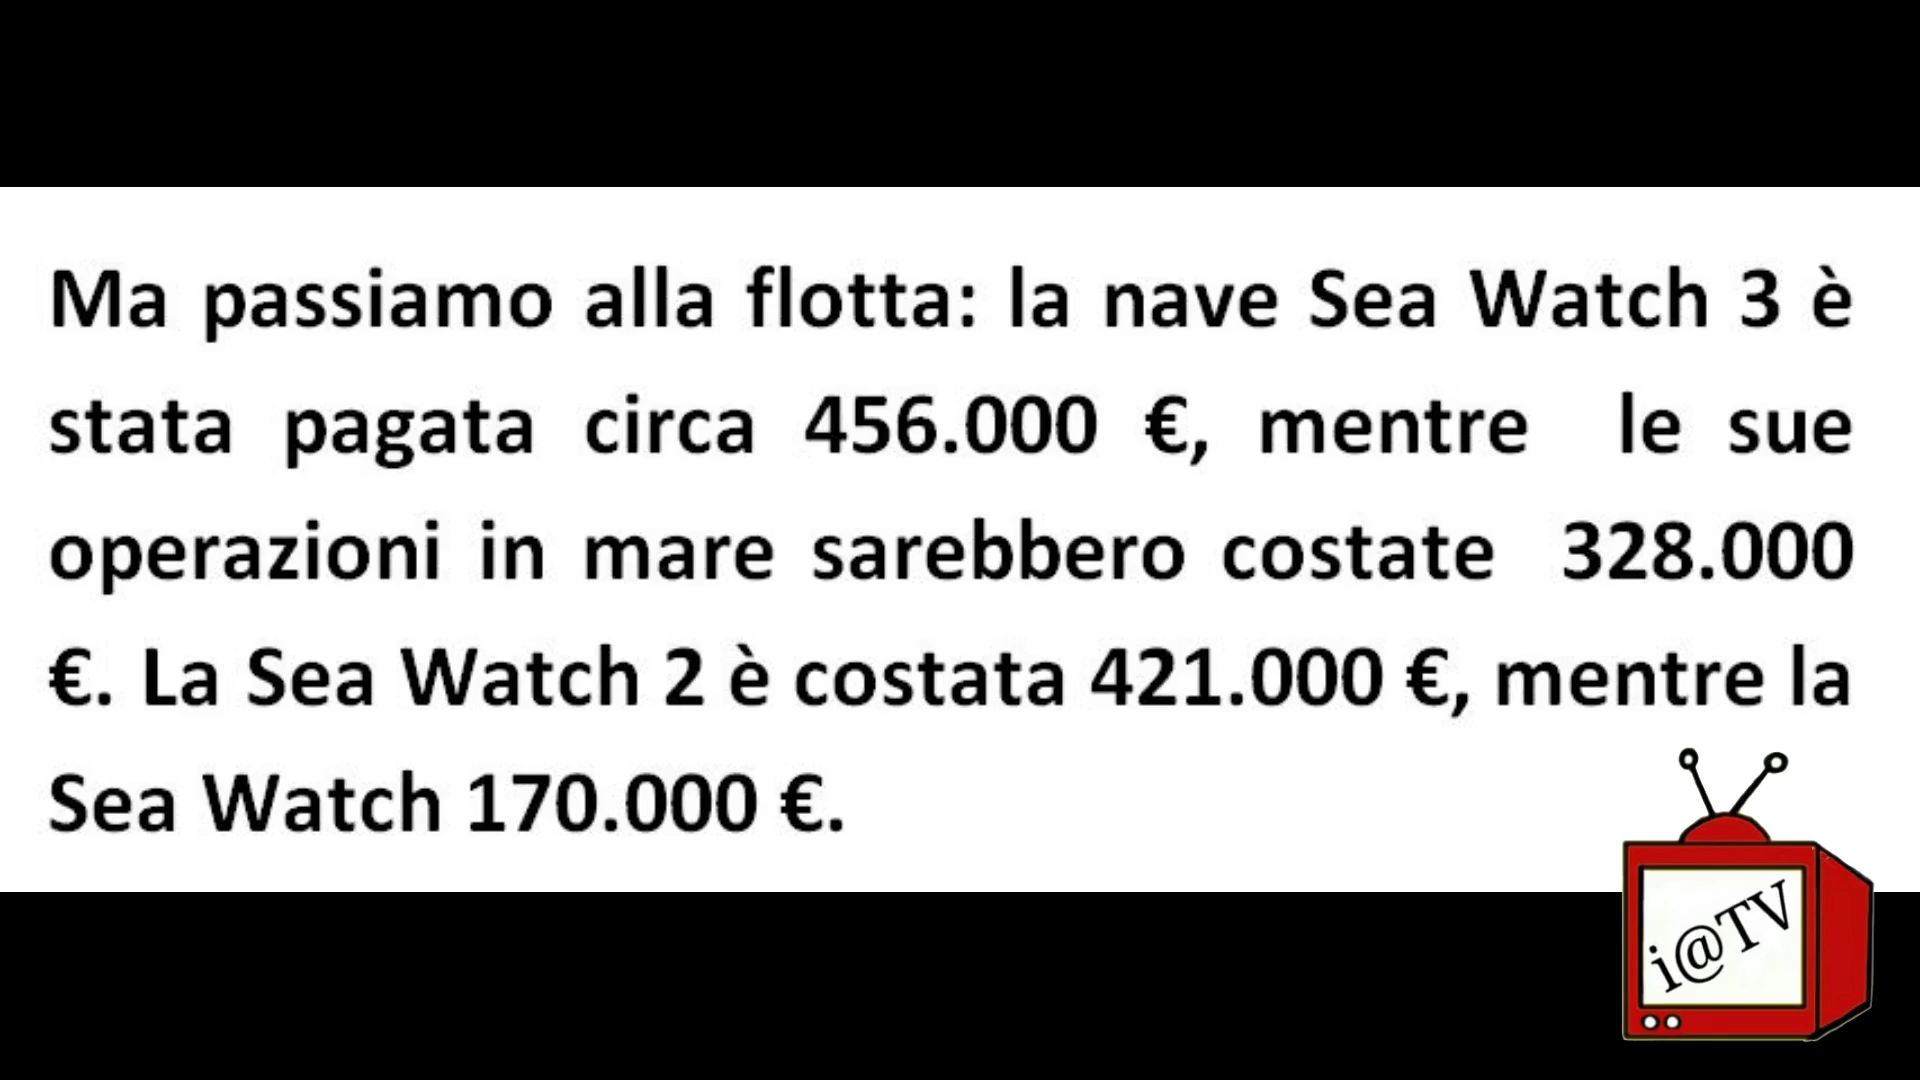 Ma passiamo alla flotta: la nave Sea Watch 3 è
stata pagata circa 456.000 €, mentre le sue
operazioni in mare sarebbero costate 328.000
€. La Sea Watch 2 è costata 421.000 €, mentre la
Sea Watch 170.000 €.
i@TV